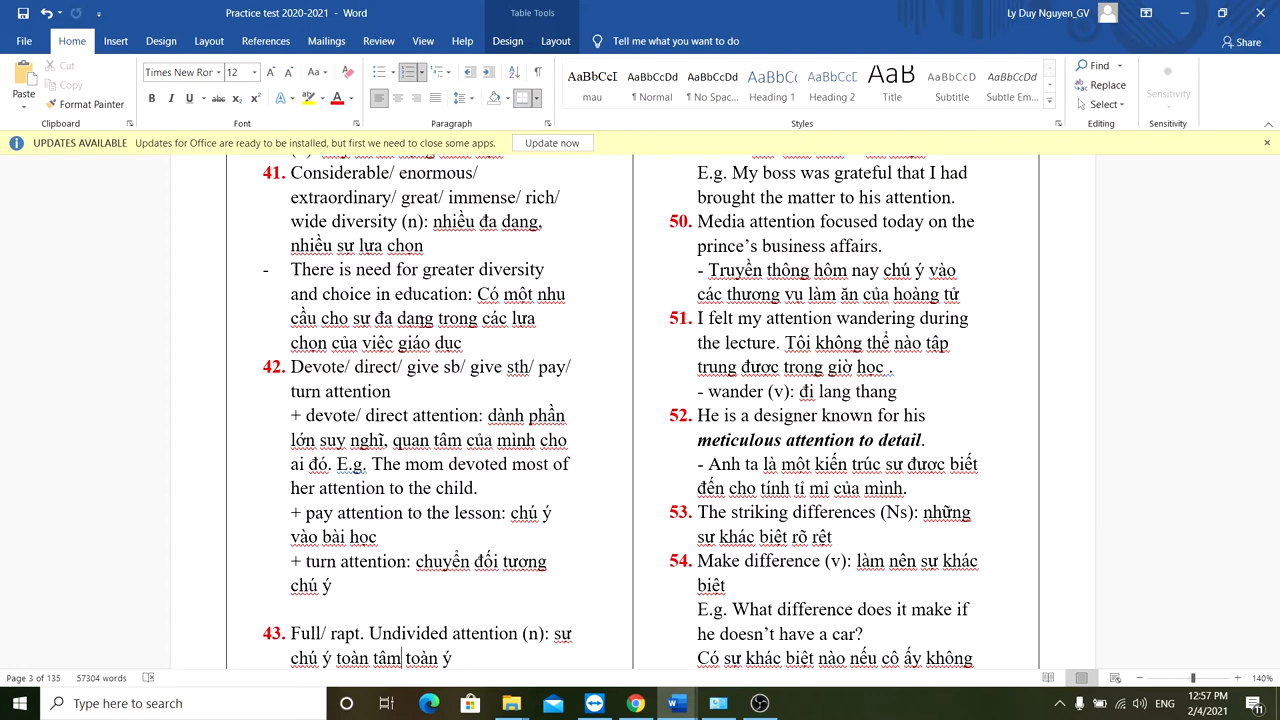 Practice test 2020-2021 - Word
Table Tools
Ly Duy Nguyen_GV
File Home Insert Design Layout References Mailings Review View Help Design Layout Tell me what you want to do Share
Paste
Cut
Copy
Format Painter
Clipboard
Times New Ror 12
Font
Paragraph
AaBbCcI mau
AaBbCcDd ¶ Normal
AaBbCcDd ¶ No Spac...
AaBbC( Heading 1
AaBbCcI Heading 2
AaB Title
AaBbCcD Subtitle
AaBbCcDd Subtle Em...
Styles
Find
Replace
Select
Editing
Sensitivity
Sensitivity
UPDATES AVAILABLE Updates for Office are ready to be installed, but first we need to close some apps. Update now
41. Considerable/ enormous/
extraordinary/ great/ immense/ rich/
wide diversity (n): nhiều đa dạng,
nhiều sự lựa chọn
- There is need for greater diversity
and choice in education: Có một nhu
cầu cho sự đa dạng trong các lựa
chọn của việc giáo dục
42. Devote/ direct/ give sb/ give sth/ pay/
turn attention
+ devote/ direct attention: dành phần
lớn suy nghĩ, quan tâm của mình cho
ai đó. E.g. The mom devoted most of
her attention to the child.
+ pay attention to the lesson: chú ý
vào bài học
+ turn attention: chuyển đối tượng
chú ý
43. Full/ rapt. Undivided attention (n): sự
chú ý toàn tâm toàn ý
E.g. My boss was grateful that I had
brought the matter to his attention.
50. Media attention focused today on the
prince’s business affairs.
- Truyền thông hôm nay chú ý vào
các thương vụ làm ăn của hoàng tử
51. I felt my attention wandering during
the lecture. Tôi không thể nào tập
trung được trong giờ học .
- wander (v): đi lang thang
52. He is a designer known for his
meticulous attention to detail.
- Anh ta là một kiến trúc sư được biết
đến cho tính tỉ mỉ của mình.
53. The striking differences (Ns): những
sự khác biệt rõ rệt
54. Make difference (v): làm nên sự khác
biệt
E.g. What difference does it make if
he doesn’t have a car?
Có sự khác biệt nào nếu cô ấy không
Page 3 of 135 57304 words 140%
Type here to search
ENG
12:57 PM
2/4/2021